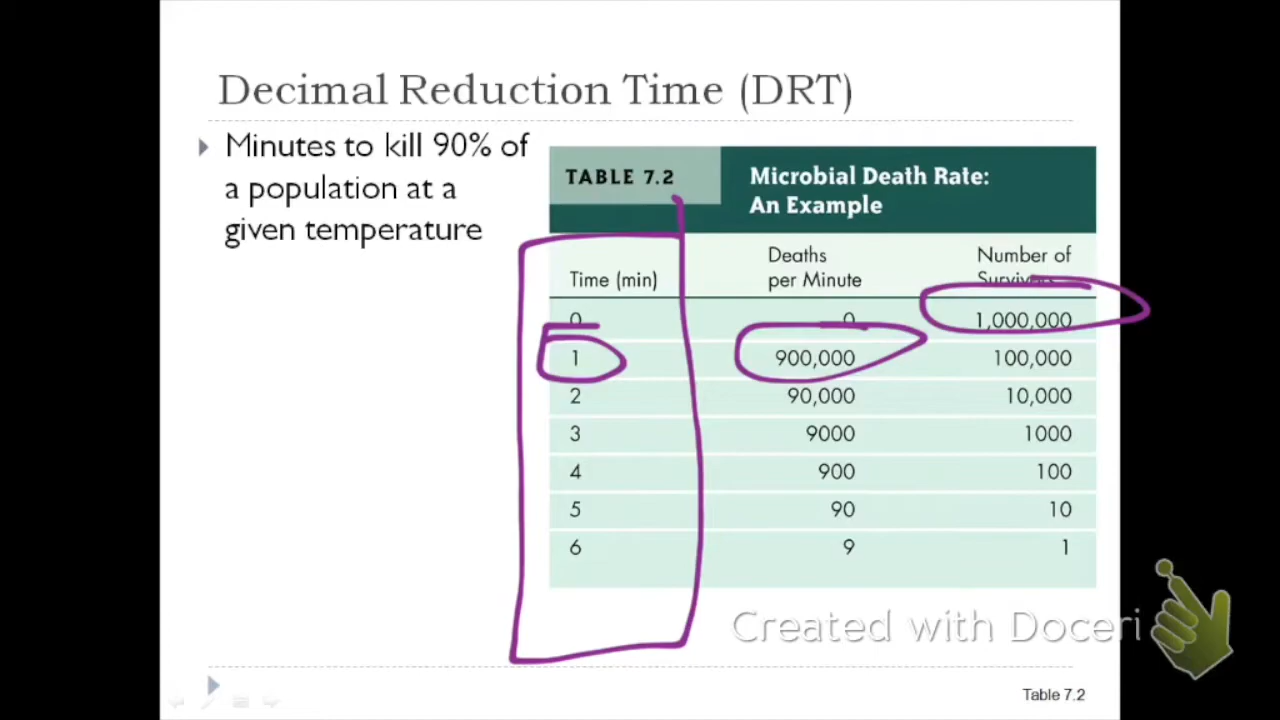 Decimal Reduction Time (DRT)
Minutes to kill 90% of
a population at a
given temperature
TABLE 7.2
Microbial Death Rate:
An Example
Time (min) Deaths per Minute Number of Survivors
0 0 1,000,000
1 900,000 100,000
2 90,000 10,000
3 9000 1000
4 900 100
5 90 10
6 9 1
Created with Doceri
Table 7.2